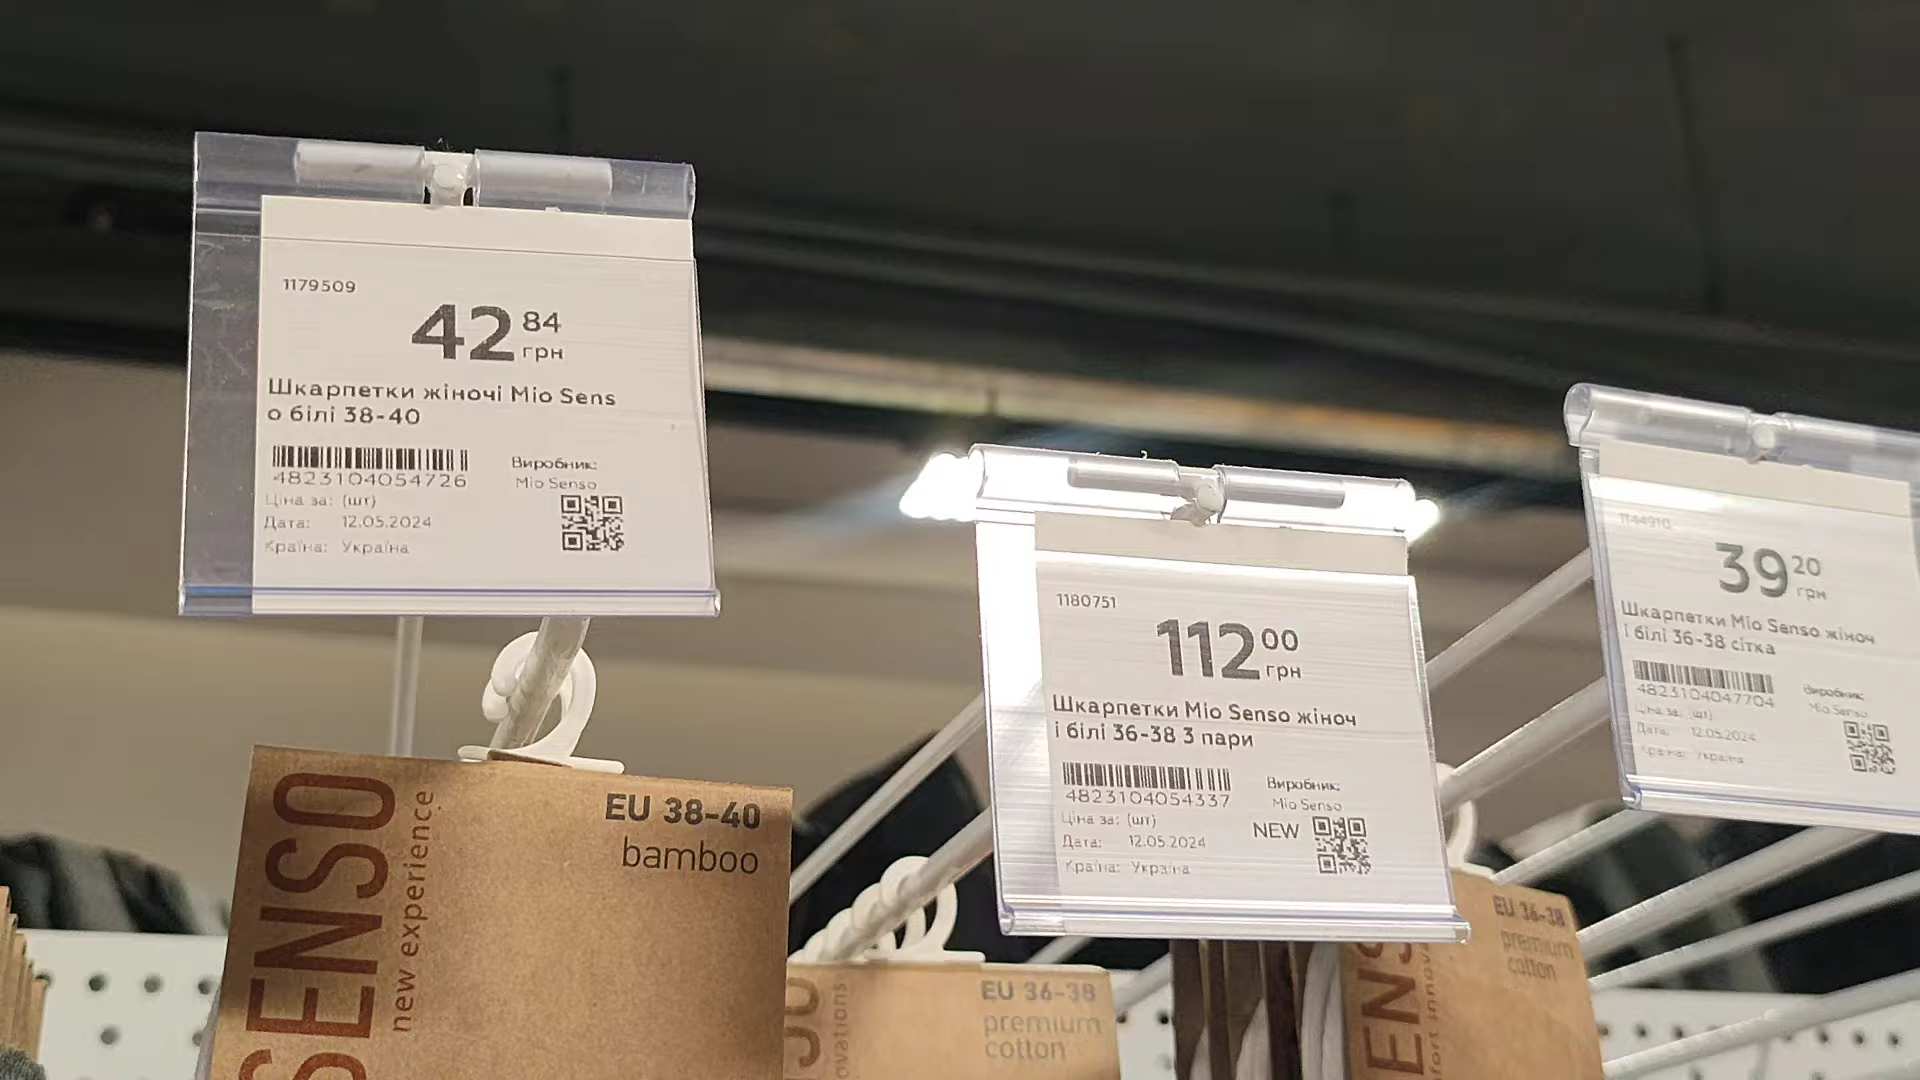 1179509
42 84
грн
Шкарпетки жіночі Mio Sens
о білі 38-40
4823104054726
Виробник:
Mio Senso
Ціна за: (шт)
Дата: 12.05.2024
Країна: Україна
1180751
112 00
грн
Шкарпетки Mio Senso жіноч
і білі 36-38 3 пари
4823104054337
Виробник:
Mio Senso
Ціна за: (шт)
Дата: 12.05.2024
NEW
Країна: Україна
1144910
39 20
грн
Шкарпетки Mio Senso жіноч
і білі 36-38 сітка
4823104047704
Виробник:
Mio Senso
Ціна за: (шт)
Дата: 12.05.2024
Країна: Україна
SENSO
new experience
EU 38-40
bamboo
EU 36-38
premium
cotton
EU 36-38
premium
cotton